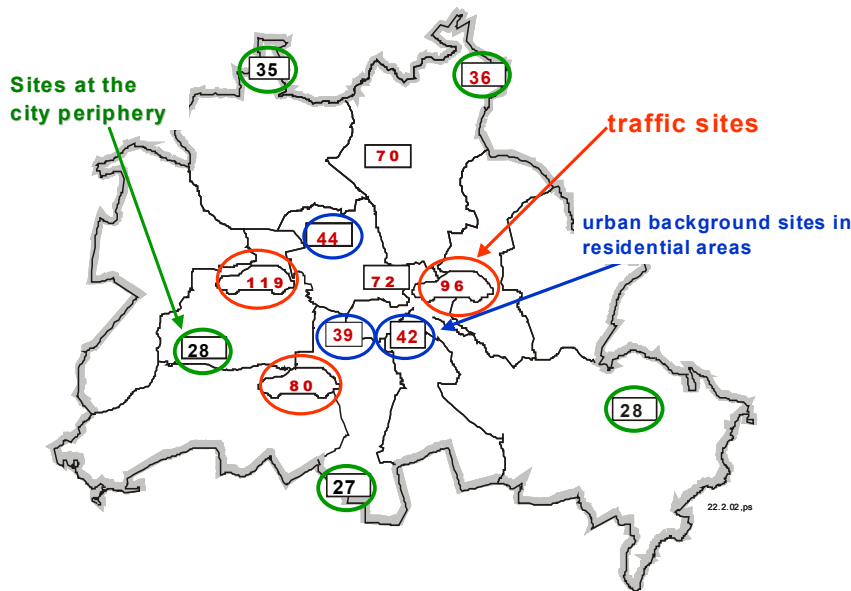 35
36
Sites at the
city periphery
traffic sites
70
urban background sites in
residential areas
44
119
72
96
39
42
28
80
28
27
22.2.02,ps